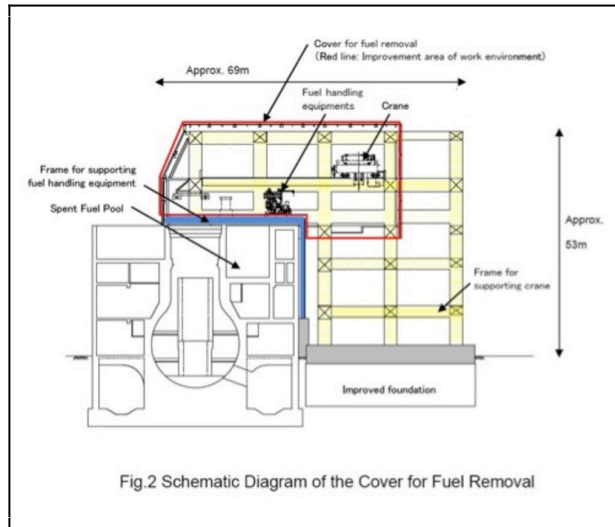 Cover for fuel removal
(Red line: Improvement area of work environment)
Approx. 69m
Fuel handling
equipments
Crane
Frame for supporting
fuel handling equipment
Spent Fuel Pool
Approx.
53m
Frame for
supporting crane
Improved foundation
Fig.2 Schematic Diagram of the Cover for Fuel Removal